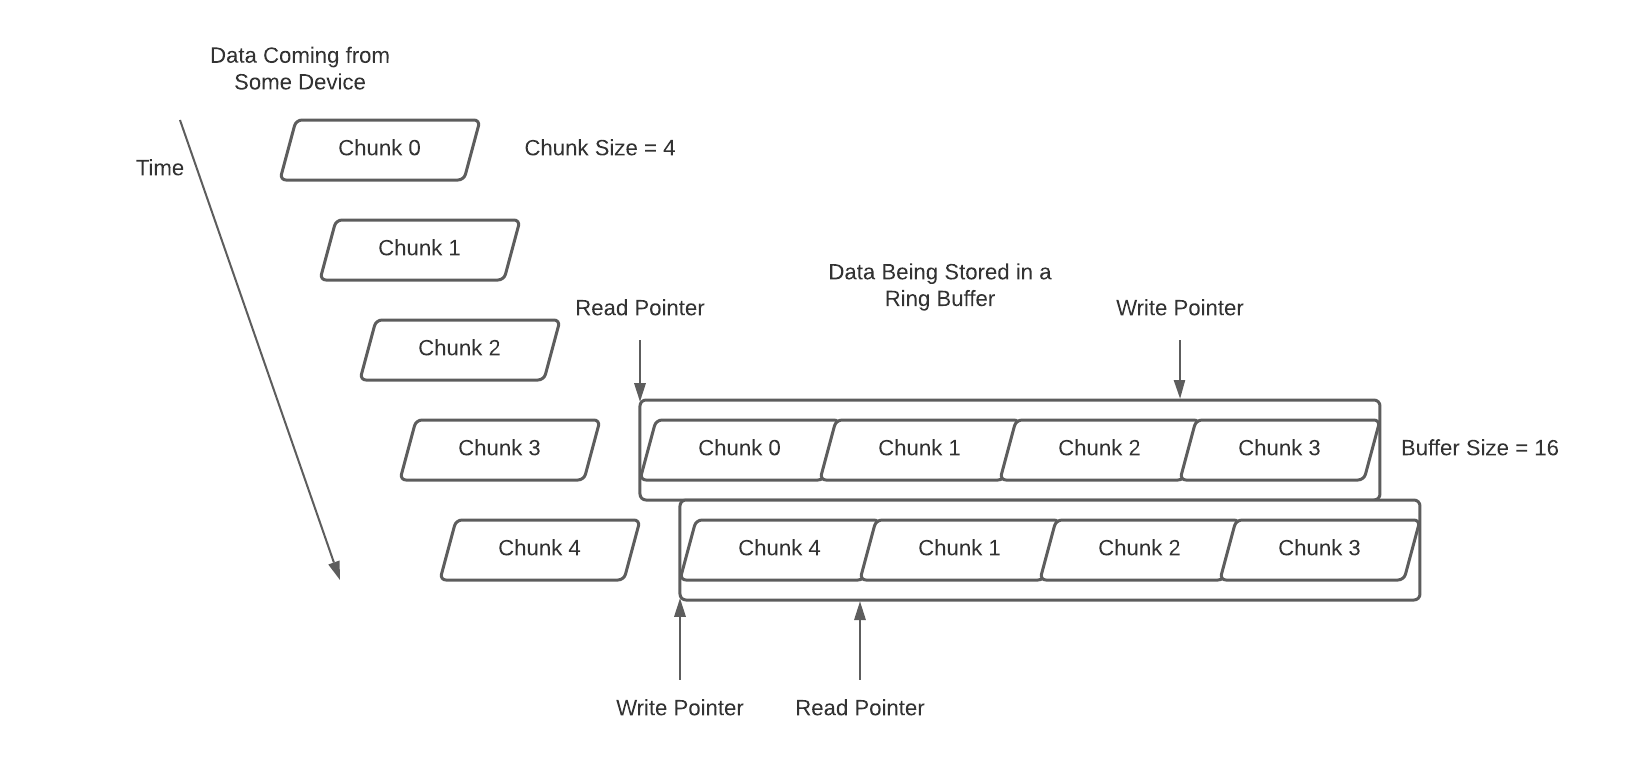 Data Coming from
Some Device
Time
Chunk 0
Chunk Size = 4
Chunk 1
Chunk 2
Data Being Stored in a
Ring Buffer
Read Pointer
Write Pointer
Chunk 3
Chunk 0
Chunk 1
Chunk 2
Chunk 3
Buffer Size = 16
Chunk 4
Chunk 4
Chunk 1
Chunk 2
Chunk 3
Write Pointer
Read Pointer